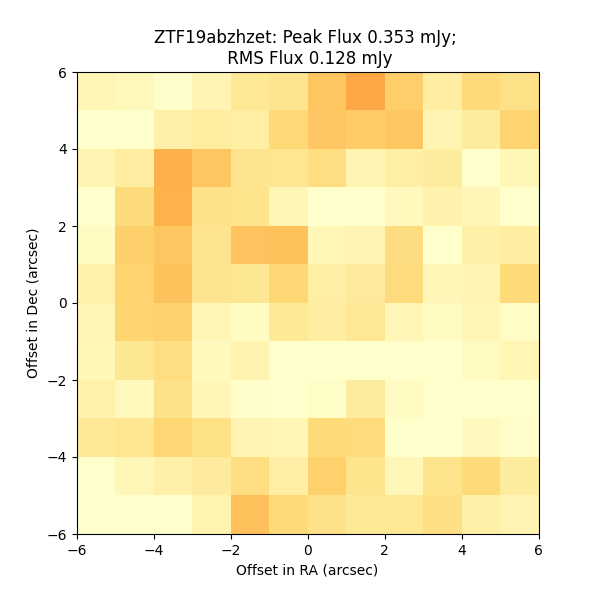 ZTF19abzhzet: Peak Flux 0.353 mJy;
RMS Flux 0.128 mJy
6
4
2
0
−2
−4
−6
Offset in Dec (arcsec)
−6 −4 −2 0 2 4 6
Offset in RA (arcsec)